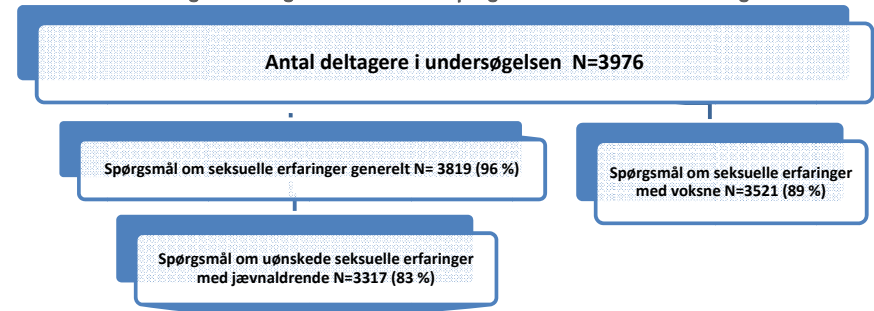 Antal deltagere i undersøgelsen N=3976
Spørgsmål om seksuelle erfaringer generelt N= 3819 (96 %)
Spørgsmål om seksuelle erfaringer
med voksne N=3521 (89 %)
Spørgsmål om uønskede seksuelle erfaringer
med jævnaldrende N=3317 (83 %)